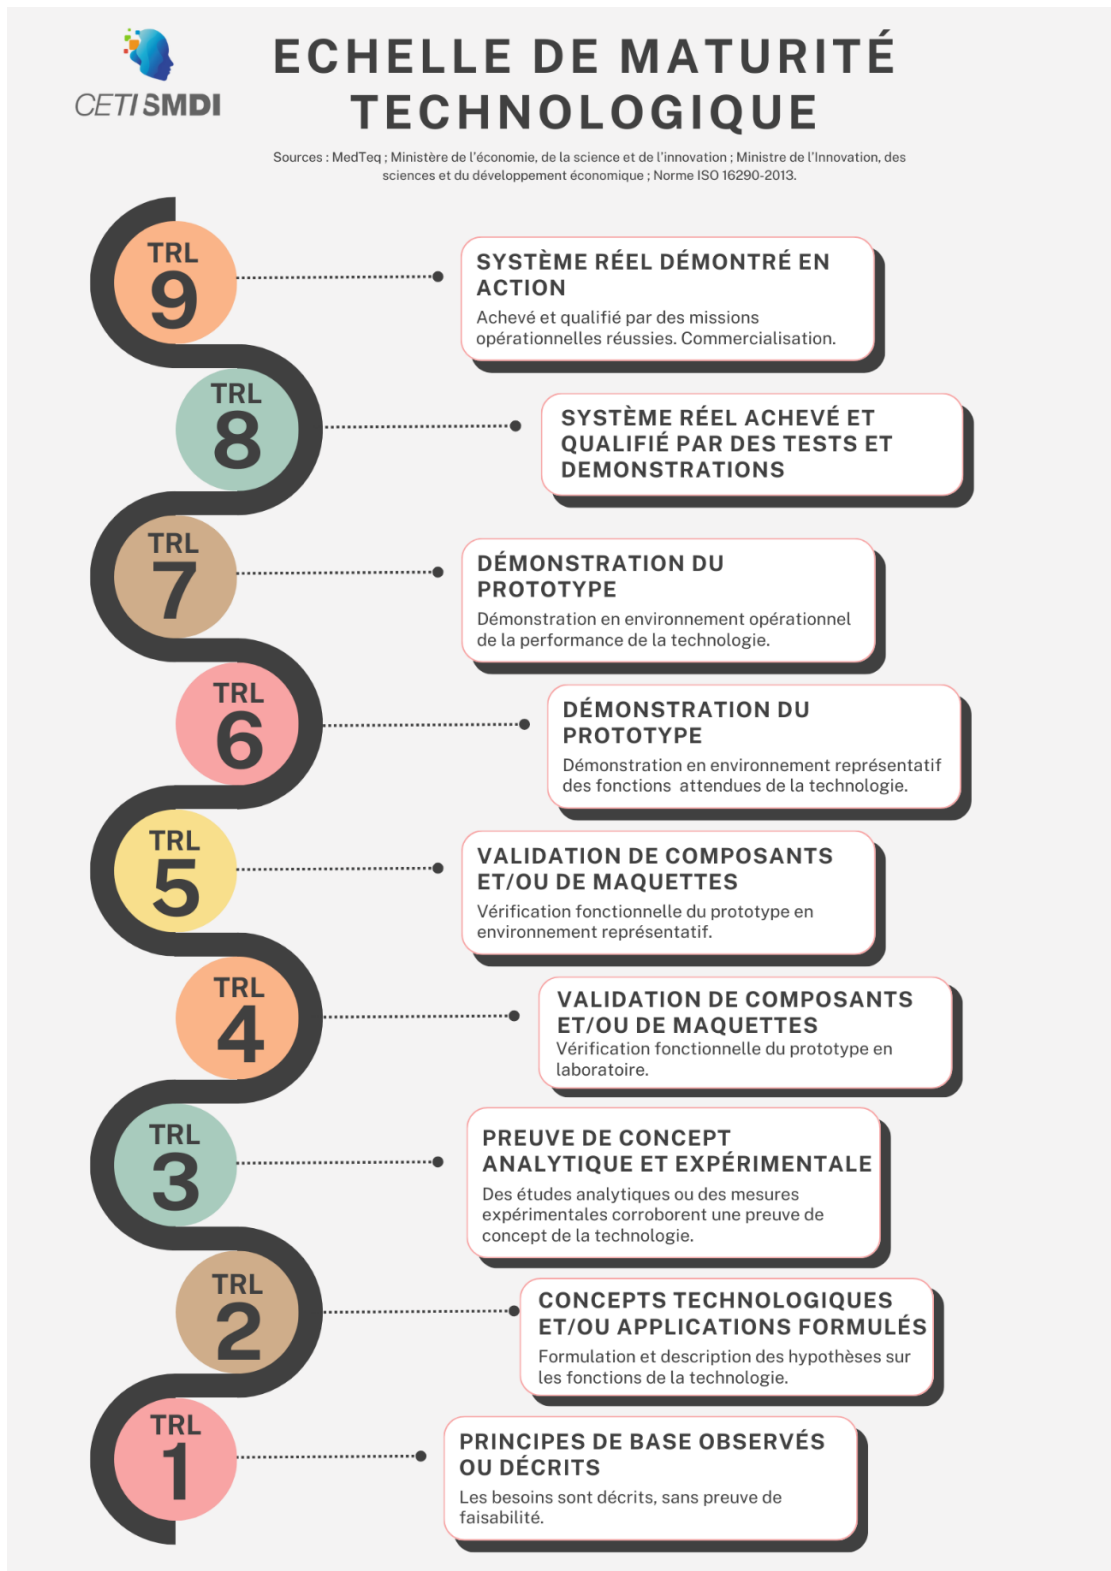 CETI SMDI
ECHELLE DE MATURITÉ
TECHNOLOGIQUE
Sources : MedTeq ; Ministère de l'économie, de la science et de l'innovation ; Ministre de l'Innovation, des
sciences et du développement économique ; Norme ISO 16290-2013.
TRL
9
SYSTÈME RÉEL DÉMONTRÉ EN
ACTION
Achevé et qualifié par des missions
opérationnelles réussies. Commercialisation.
TRL
8
SYSTÈME RÉEL ACHEVÉ ET
QUALIFIÉ PAR DES TESTS ET
DEMONSTRATIONS
TRL
7
DÉMONSTRATION DU
PROTOTYPE
Démonstration en environnement opérationnel
de la performance de la technologie.
TRL
6
DÉMONSTRATION DU
PROTOTYPE
Démonstration en environnement représentatif
des fonctions attendues de la technologie.
TRL
5
VALIDATION DE COMPOSANTS
ET/OU DE MAQUETTES
Vérification fonctionnelle du prototype en
environnement représentatif.
TRL
4
VALIDATION DE COMPOSANTS
ET/OU DE MAQUETTES
Vérification fonctionnelle du prototype en
laboratoire.
TRL
3
PREUVE DE CONCEPT
ANALYTIQUE ET EXPÉRIMENTALE
Des études analytiques ou des mesures
expérimentales corroborent une preuve de
concept de la technologie.
TRL
2
CONCEPTS TECHNOLOGIQUES
ET/OU APPLICATIONS FORMULÉS
Formulation et description des hypothèses sur
les fonctions de la technologie.
TRL
1
PRINCIPES DE BASE OBSERVÉS
OU DÉCRITS
Les besoins sont décrits, sans preuve de
faisabilité.